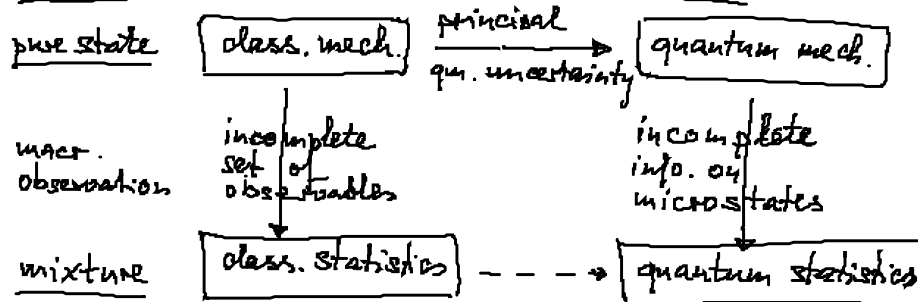 pure state class. mech. principal quantum mech.
qm. uncertainty
macr. incomplete incomplete
observation set of info. on
observables microstates
mixture class. statistics quantum statistics